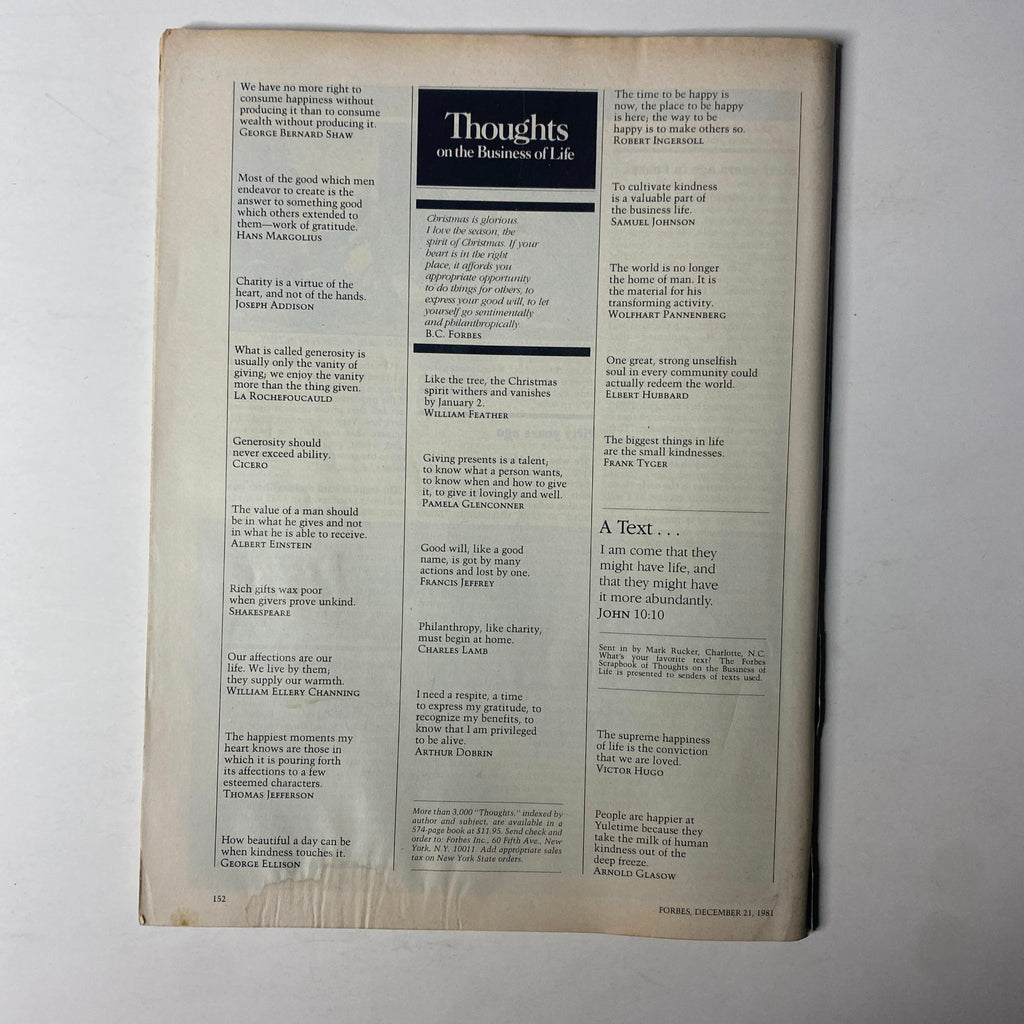 We have no more right to
consume happiness without
producing it than to consume
wealth without producing it.
GEORGE BERNARD SHAW
Most of the good which men
endeavor to create is the
answer to something good
which others extended to
them—work of gratitude.
HANS MARGOLIUS
Charity is a virtue of the
heart, and not of the hands.
JOSEPH ADDISON
What is called generosity is
usually only the vanity of
giving; we enjoy the vanity
more than the thing given.
LA ROCHEFOUCAULD
Generosity should
never exceed ability.
CICERO
The value of a man should
be in what he gives and not
in what he is able to receive.
ALBERT EINSTEIN
Rich gifts wax poor
when givers prove unkind.
SHAKESPEARE
Our affections are our
life. We live by them;
they supply our warmth.
WILLIAM ELLERY CHANNING
The happiest moments my
heart knows are those in
which it is pouring forth
its affections to a few
esteemed characters.
THOMAS JEFFERSON
How beautiful a day can be
when kindness touches it.
GEORGE ELLISON
Thoughts
on the Business of Life
Christmas is glorious.
I love the season, the
spirit of Christmas. If your
heart is in the right
place, it affords you
appropriate opportunity
to do things for others, to
express your good will, to let
yourself go sentimentally
and philanthropically.
B.C. FORBES
Like the tree, the Christmas
spirit withers and vanishes
by January 2.
WILLIAM FEATHER
Giving presents is a talent;
to know what a person wants,
to know when and how to give
it, to give it lovingly and well.
PAMELA GLENCONNER
Good will, like a good
name, is got by many
actions and lost by one.
FRANCIS JEFFREY
Philanthropy, like charity,
must begin at home.
CHARLES LAMB
I need a respite, a time
to express my gratitude, to
recognize my benefits, to
know that I am privileged
to be alive.
ARTHUR DOBRIN
More than 3,000 "Thoughts," indexed by
author and subject, are available in a
574-page book at $11.95. Send check and
order to: Forbes Inc., 60 Fifth Ave., New
York, N.Y. 10011. Add appropriate sales
tax on New York State orders.
The time to be happy is
now, the place to be happy
is here; the way to be
happy is to make others so.
ROBERT INGERSOLL
To cultivate kindness
is a valuable part of
the business life.
SAMUEL JOHNSON
The world is no longer
the home of man. It is
the material for his
transforming activity.
WOLFHART PANNENBERG
One great, strong unselfish
soul in every community could
actually redeem the world.
ELBERT HUBBARD
The biggest things in life
are the small kindnesses.
FRANK TYGER
A Text . . .
I am come that they
might have life, and
that they might have
it more abundantly.
JOHN 10:10
Sent in by Mark Rucker, Charlotte, N.C.
What's your favorite text? The Forbes
Scrapbook of Thoughts on the Business of
Life is presented to senders of texts used.
The supreme happiness
of life is the conviction
that we are loved.
VICTOR HUGO
People are happier at
Yuletime because they
take the milk of human
kindness out of the
deep freeze.
ARNOLD GLASOW
152
FORBES, DECEMBER 21, 1981